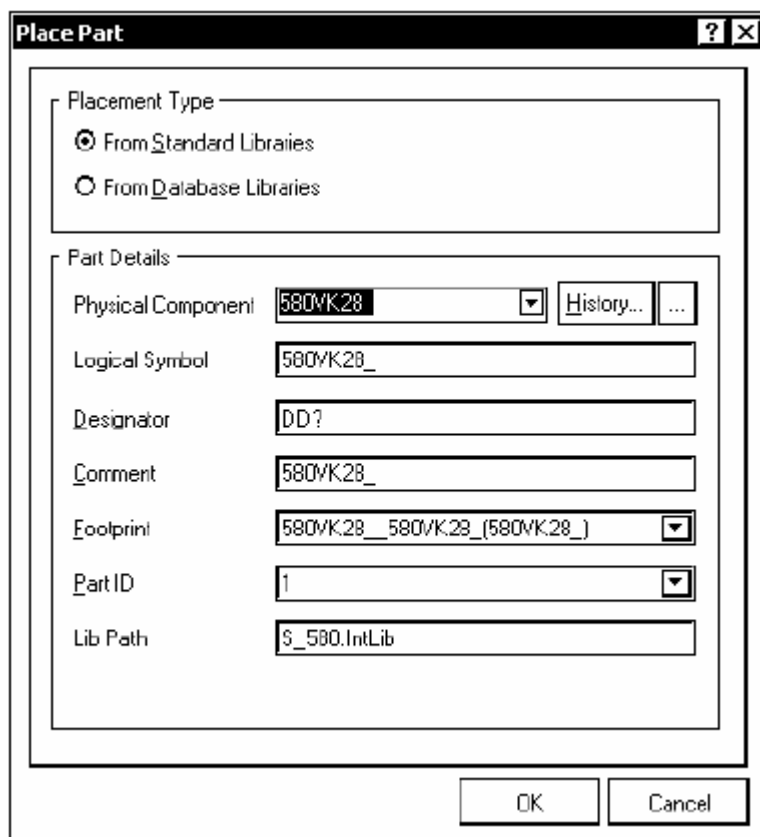 Place Part
Placement Type
From Standard Libraries
From Database Libraries
Part Details
Physical Component 580VK28_ History... ...
Logical Symbol 580VK28_
Designator DD?
Comment 580VK28_
Footprint 580VK28__580VK28_(580VK28_)
Part ID 1
Lib Path S_580.IntLib
OK Cancel